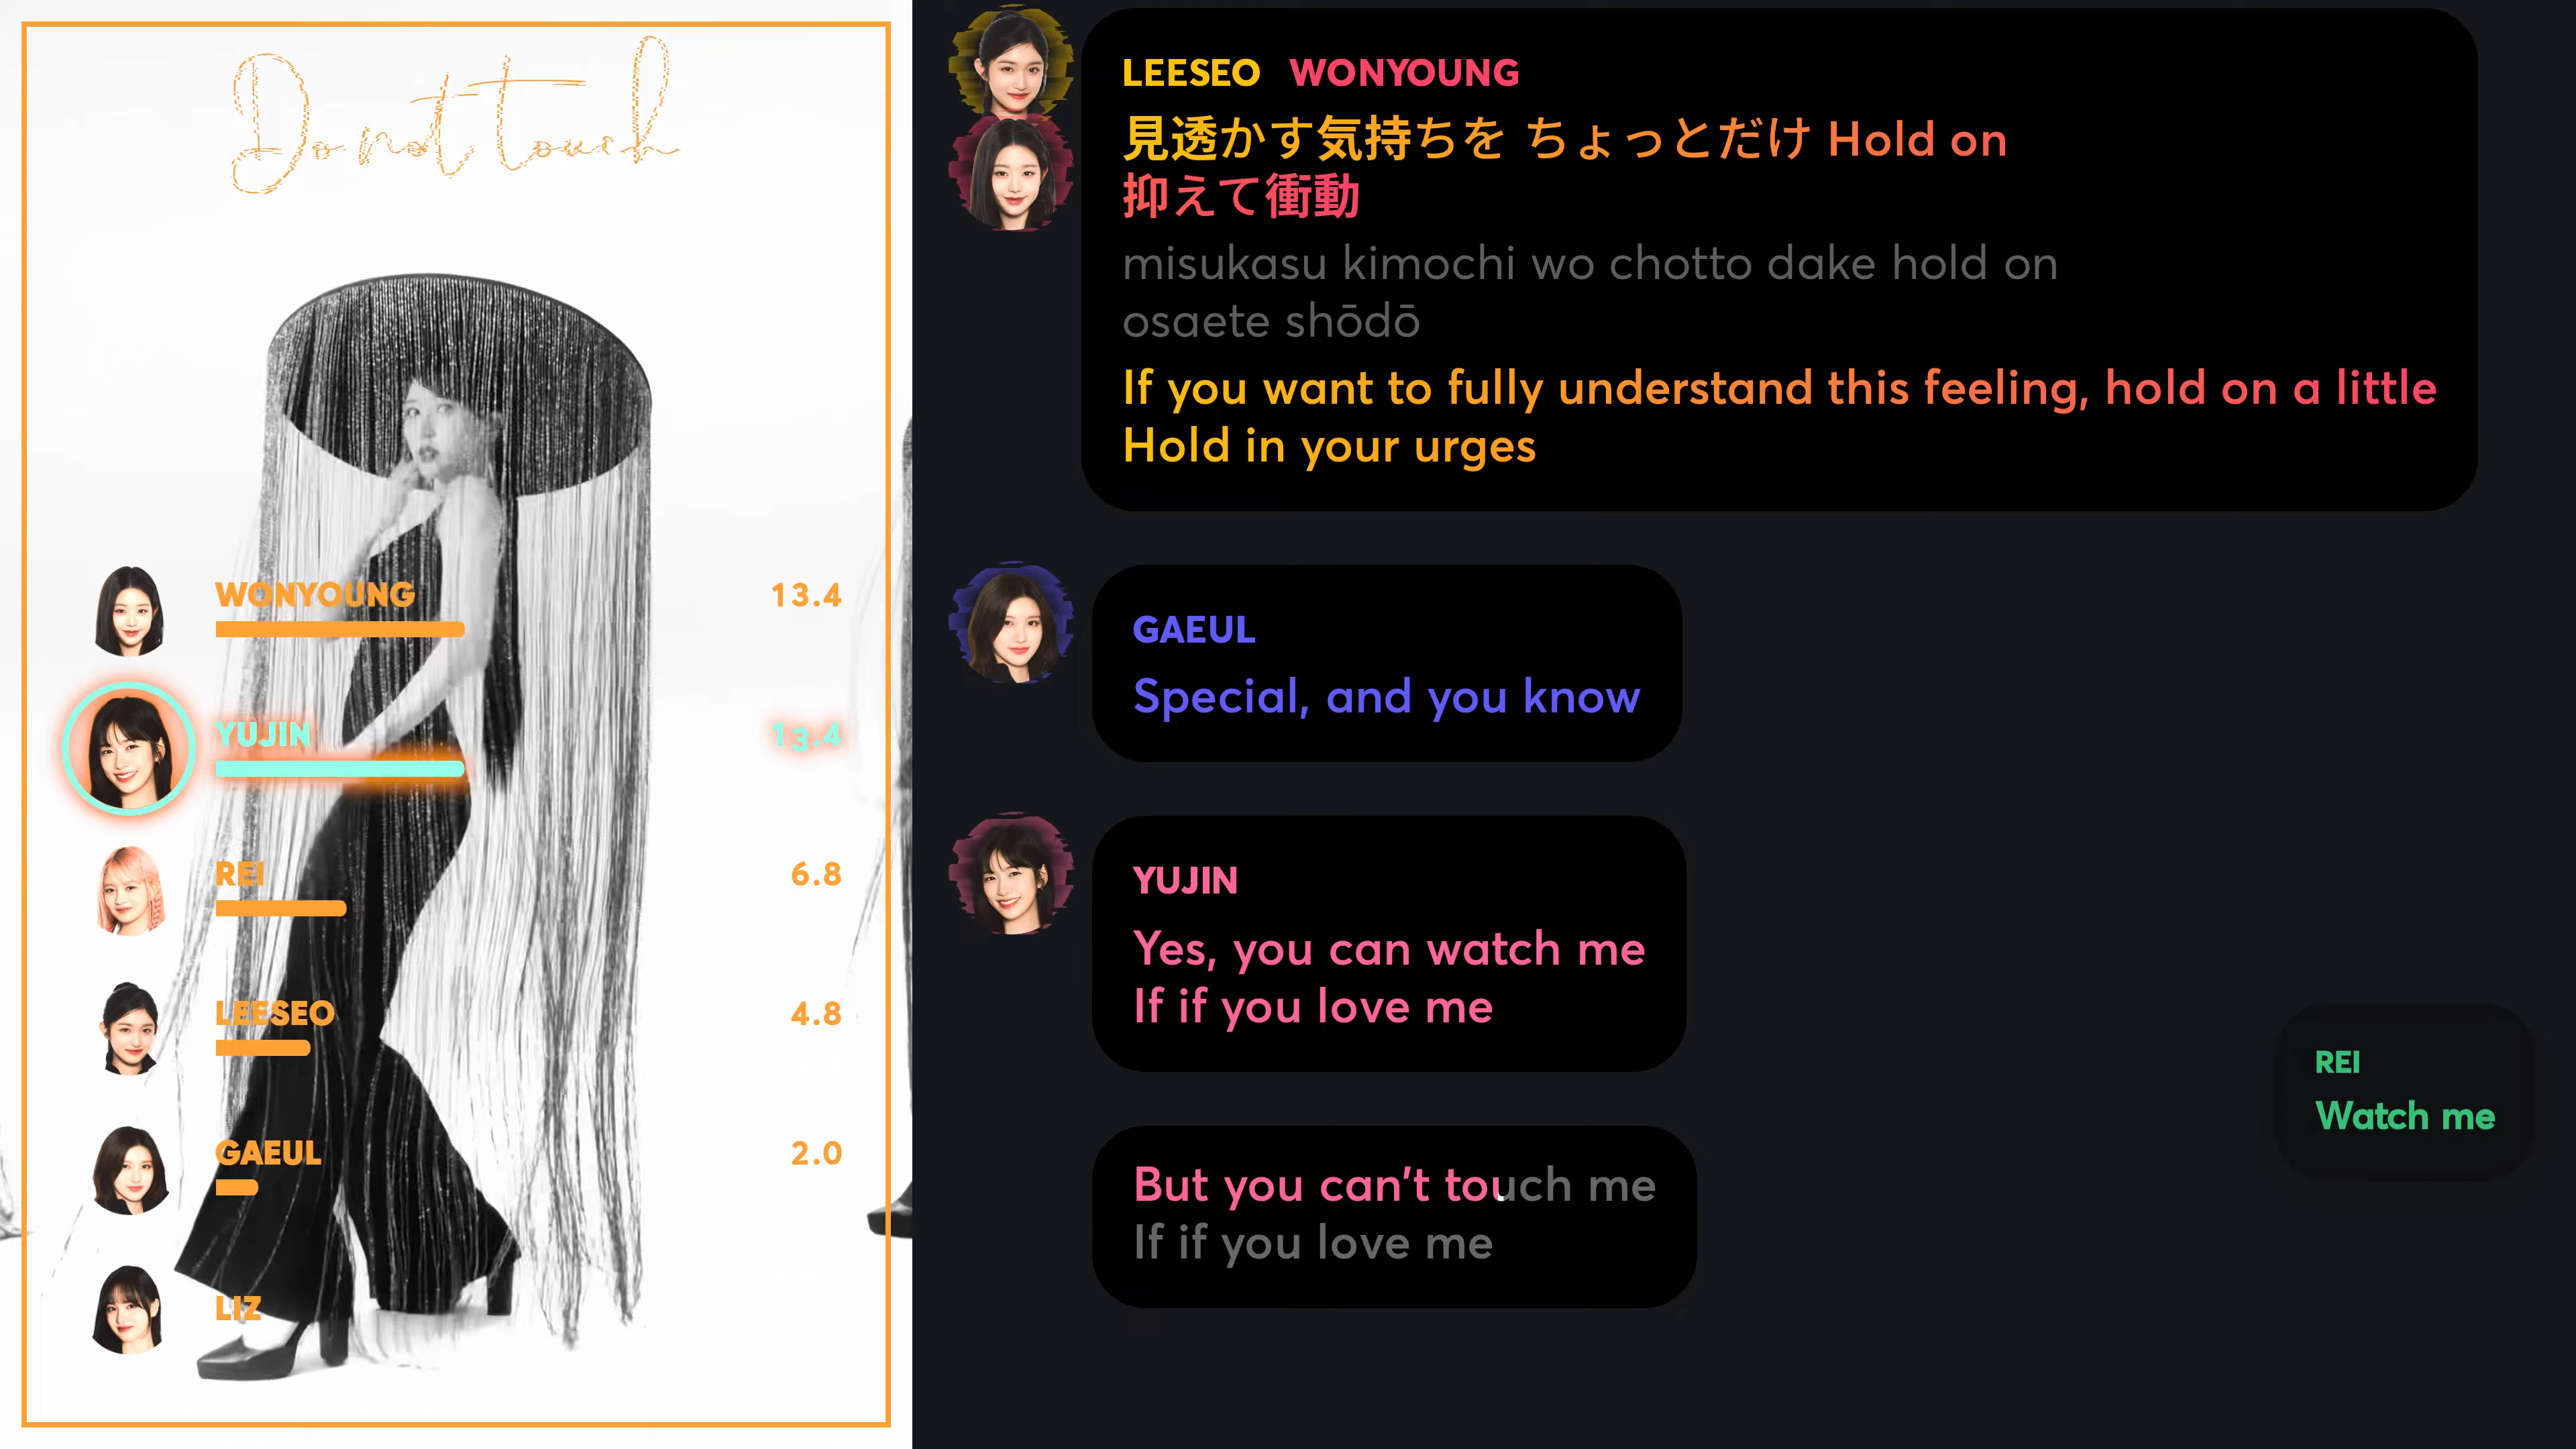 Do not touch
WONYOUNG
13.4
YUJIN
13.4
REI
6.8
LEESEO
4.8
GAEUL
2.0
LIZ
LEESEO WONYOUNG
見透かす気持ちを ちょっとだけ Hold on
抑えて衝動
misukasu kimochi wo chotto dake hold on
osaete shōdō
If you want to fully understand this feeling, hold on a little
Hold in your urges
GAEUL
Special, and you know
YUJIN
Yes, you can watch me
If if you love me
REI
Watch me
But you can't touch me
If if you love me